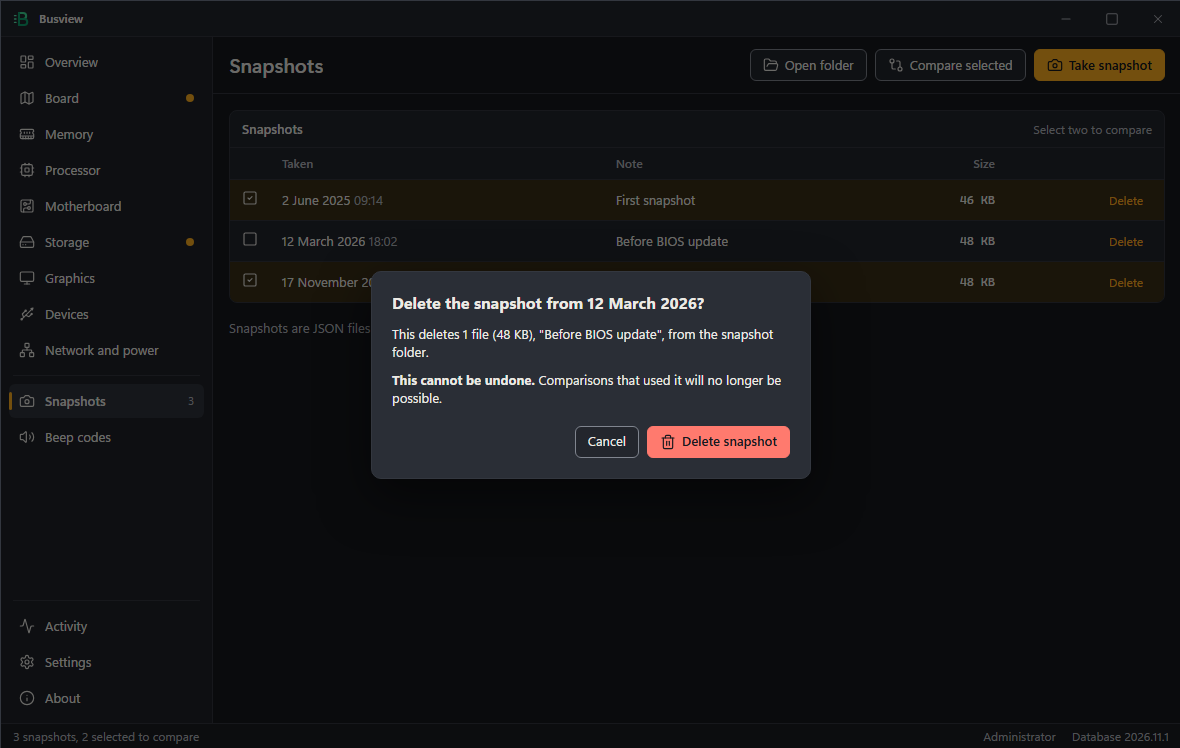 Busview
Overview
Board
Memory
Processor
Motherboard
Storage
Graphics
Devices
Network and power
Snapshots 3
Beep codes
Activity
Settings
About
Snapshots
Open folder
Compare selected
Take snapshot
Snapshots
Select two to compare
Taken Note Size
2 June 2025 09:14 First snapshot 46 KB Delete
12 March 2026 18:02 Before BIOS update 48 KB Delete
17 November 48 KB Delete
Snapshots are JSON files
Delete the snapshot from 12 March 2026?
This deletes 1 file (48 KB), "Before BIOS update", from the snapshot
folder.
This cannot be undone. Comparisons that used it will no longer be
possible.
Cancel
Delete snapshot
3 snapshots, 2 selected to compare
Administrator
Database 2026.11.1